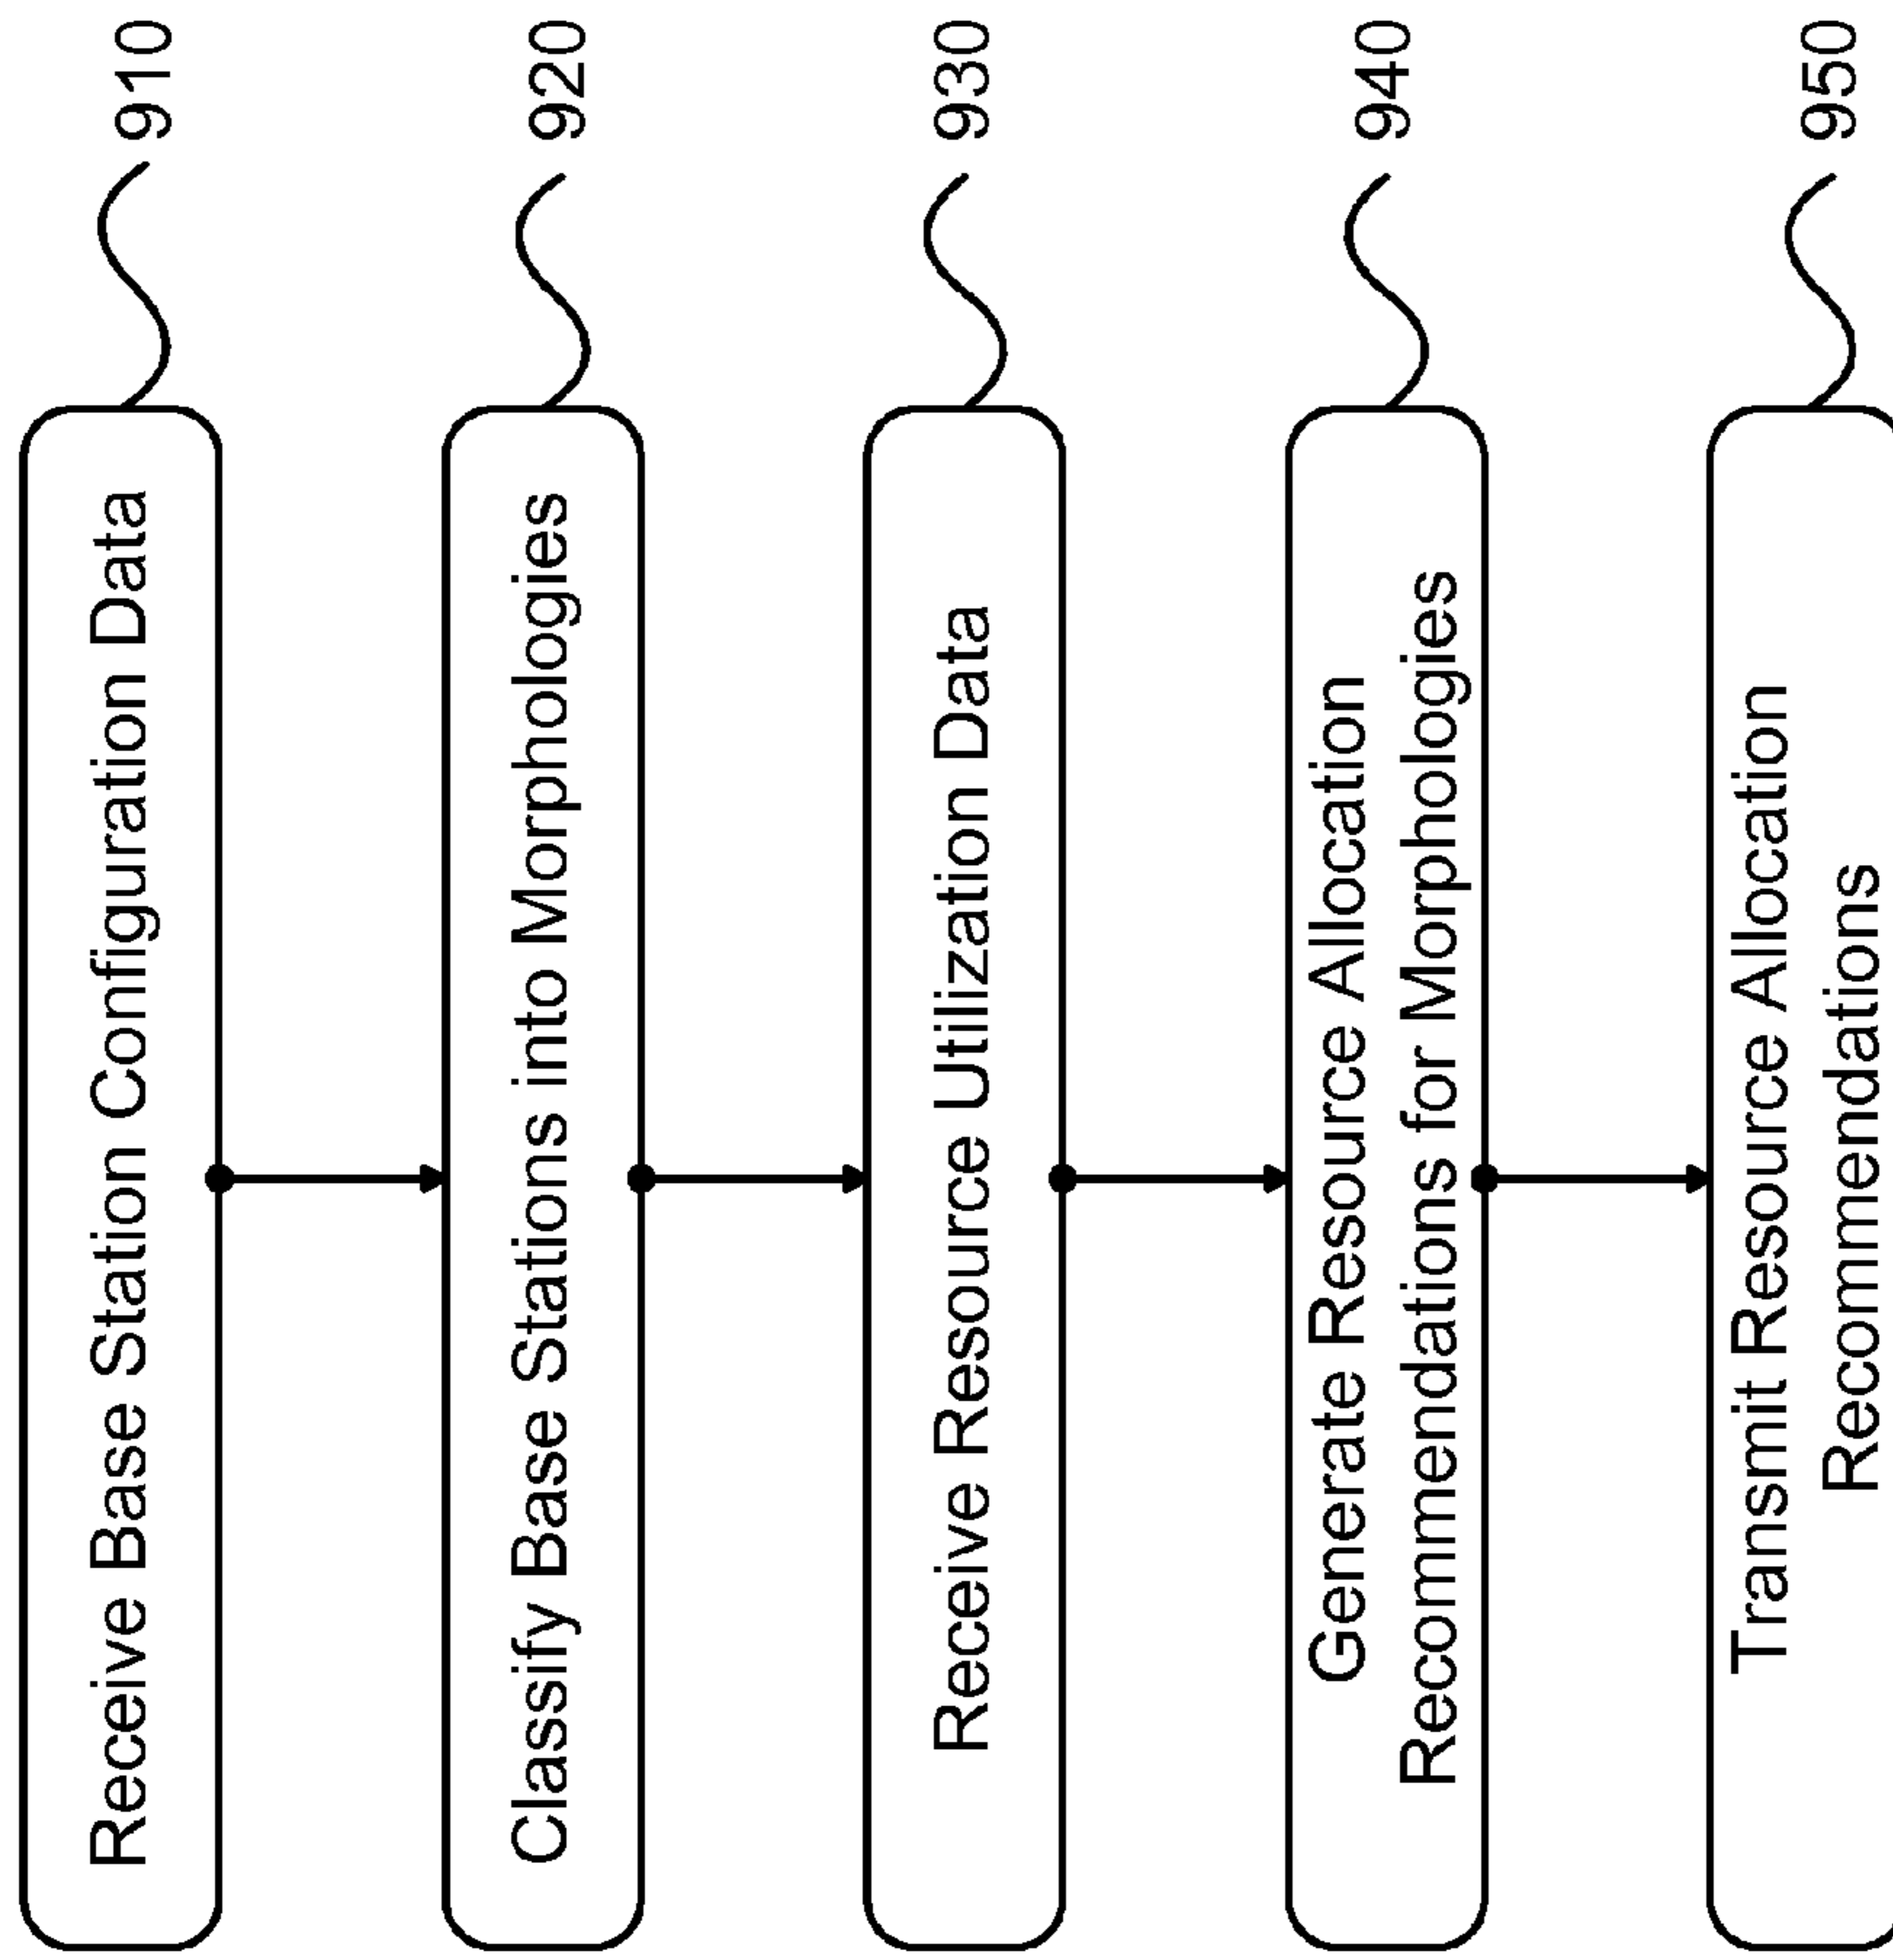 Receive Base Station Configuration Data
910
Classify Base Stations into Morphologies
920
Receive Resource Utilization Data
930
Generate Resource Allocation
Recommendations for Morphologies
940
Transmit Resource Allocation
Recommendations
950